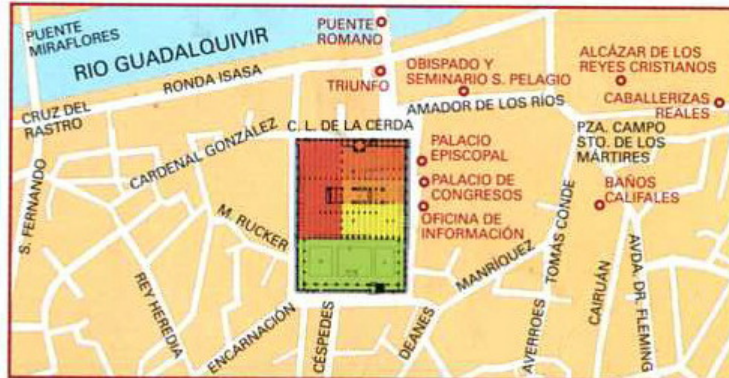 PUENTE
MIRAFLORES
RIO GUADALQUIVIR
PUENTE
ROMANO
RONDA ISASA
TRIUNFO
OBISPADO Y
SEMINARIO S. PELAGIO
ALCÁZAR DE LOS
REYES CRISTIANOS
CABALLERIZAS
REALES
AMADOR DE LOS RÍOS
CRUZ DEL
RASTRO
C. L. DE LA CERDA
PZA. CAMPO
STO. DE LOS
MÁRTIRES
CARDENAL GONZÁLEZ
PALACIO
EPISCOPAL
PALACIO DE
CONGRESOS
OFICINA DE
INFORMACIÓN
BAÑOS
CALIFALES
S. FERNANDO
M. RUCKER
REY HEREDIA
ENCARNACIÓN
CÉSPEDES
DEANES
MANRÍQUEZ
TOMÁS CONDE
AVERROES
CAIRUÁN
AVDA. DR. FLEMING